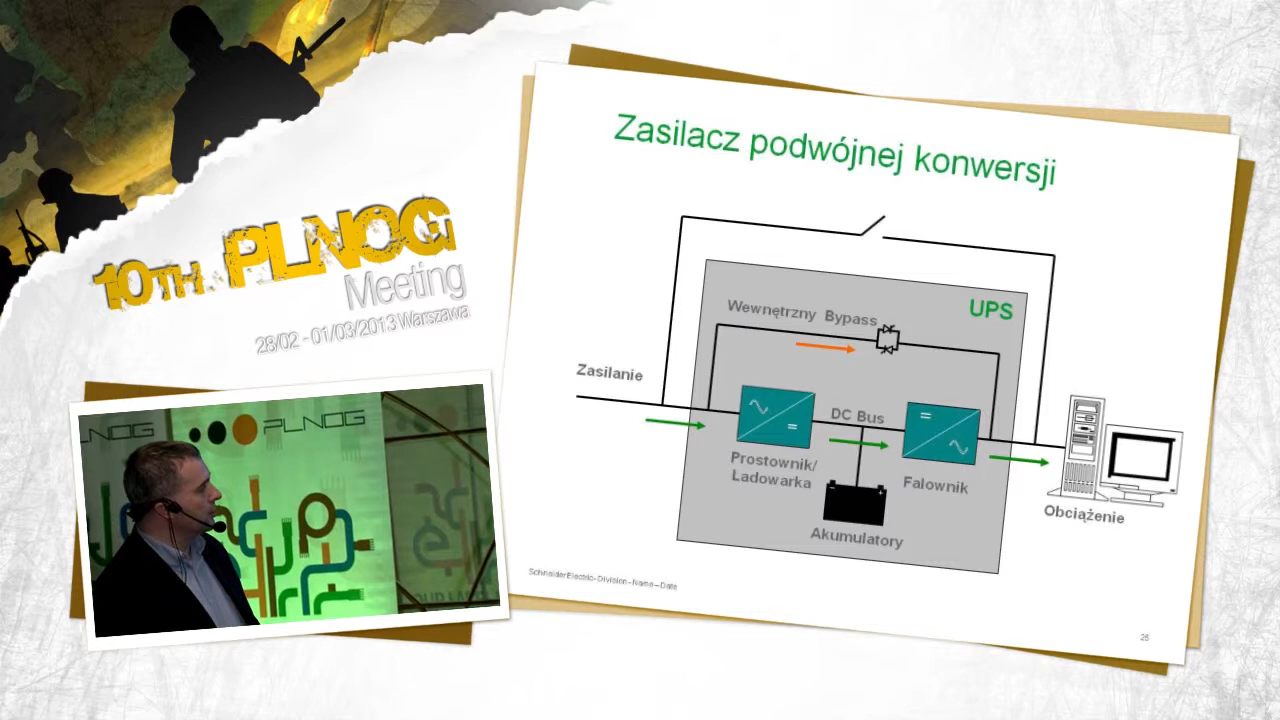 10TH PLNOG
Meeting
28/02 - 01/03/2013 Warszawa
LNOG
PLNOG
Zasilacz podwójnej konwersji
UPS
Wewnętrzny Bypass
Zasilanie
DC Bus
Prostownik/
Ładowarka
Falownik
Akumulatory
Obciążenie
Schneider Electric - Division - Name – Date